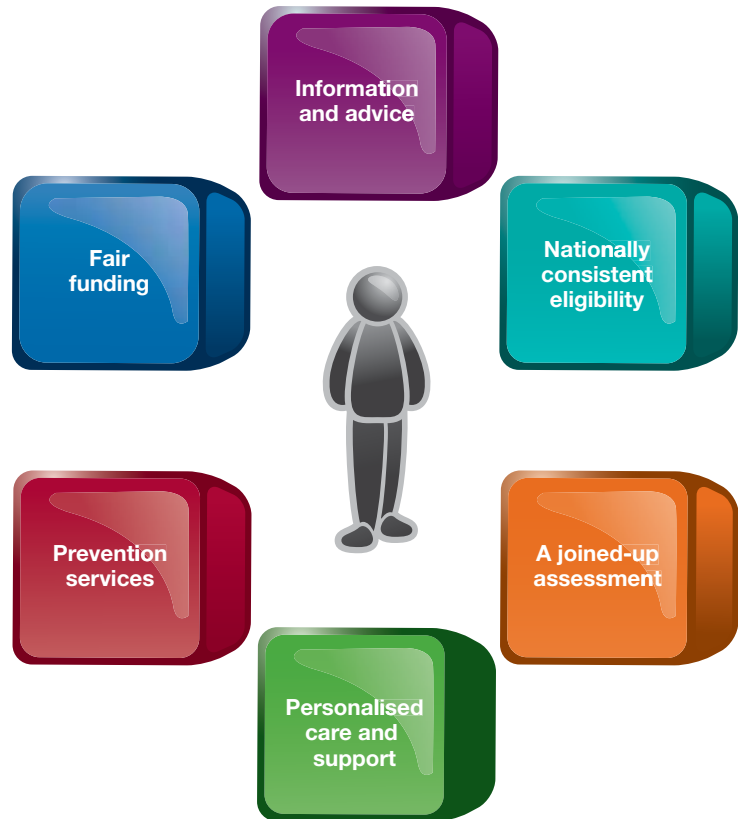 Information
and advice
Fair
funding
Nationally
consistent
eligibility
Prevention
services
A joined-up
assessment
Personalised
care and
support